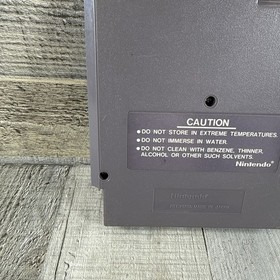 CAUTION
•DO NOT STORE IN EXTREME TEMPERATURES.
•DO NOT IMMERSE IN WATER.
•DO NOT CLEAN WITH BENZENE, THINNER,
ALCOHOL OR OTHER SUCH SOLVENTS.
Nintendo®